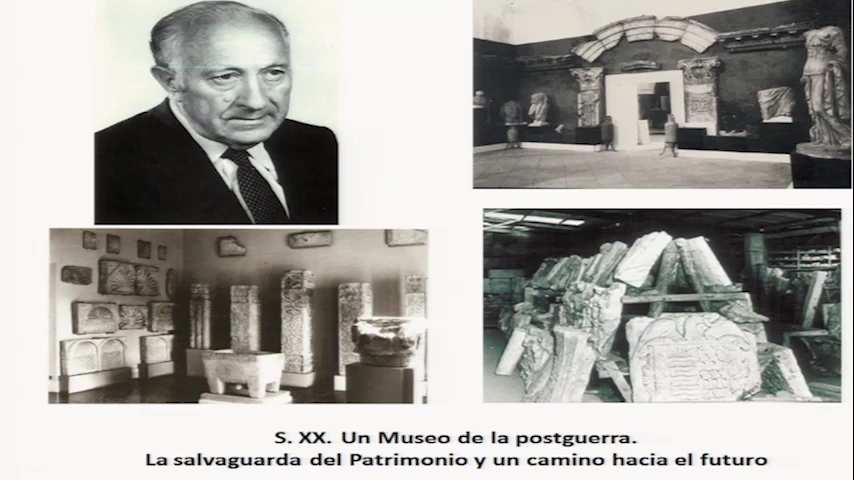 S. XX. Un Museo de la postguerra.
La salvaguarda del Patrimonio y un camino hacia el futuro